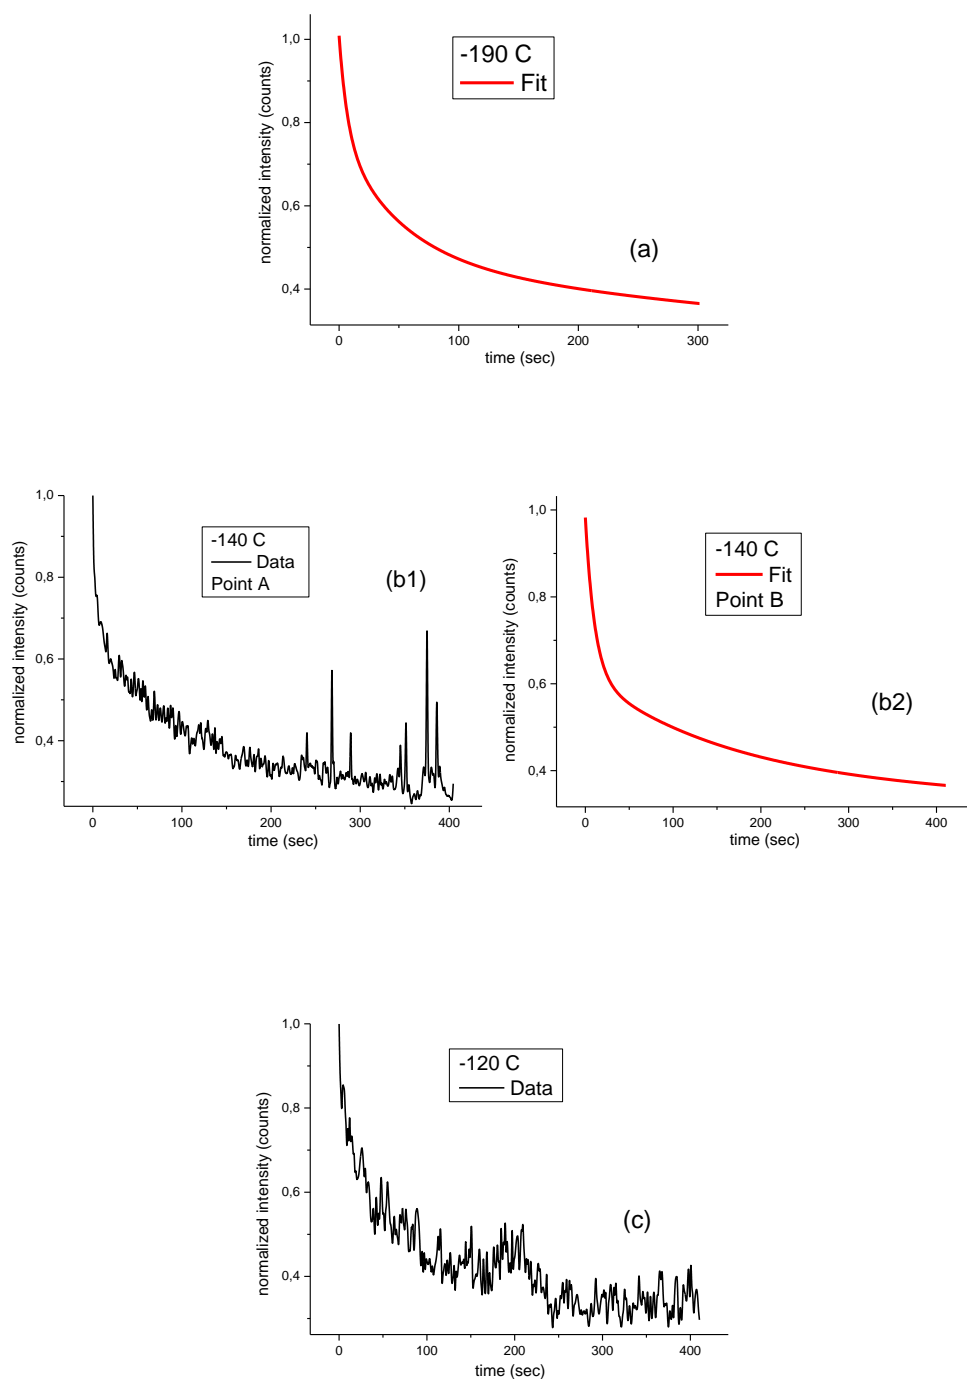 1,0
0,8
0,6
0,4
normalized intensity (counts)
-190 C
Fit
(a)
0
100
200
300
time (sec)
1,0
0,8
0,6
0,4
normalized intensity (counts)
-140 C
Data
Point A
(b1)
0
100
200
300
400
time (sec)
1,0
0,8
0,6
0,4
normalized intensity (counts)
-140 C
Fit
Point B
(b2)
0
100
200
300
400
time (sec)
1,0
0,8
0,6
0,4
normalized intensity (counts)
-120 C
Data
(c)
0
100
200
300
400
time (sec)